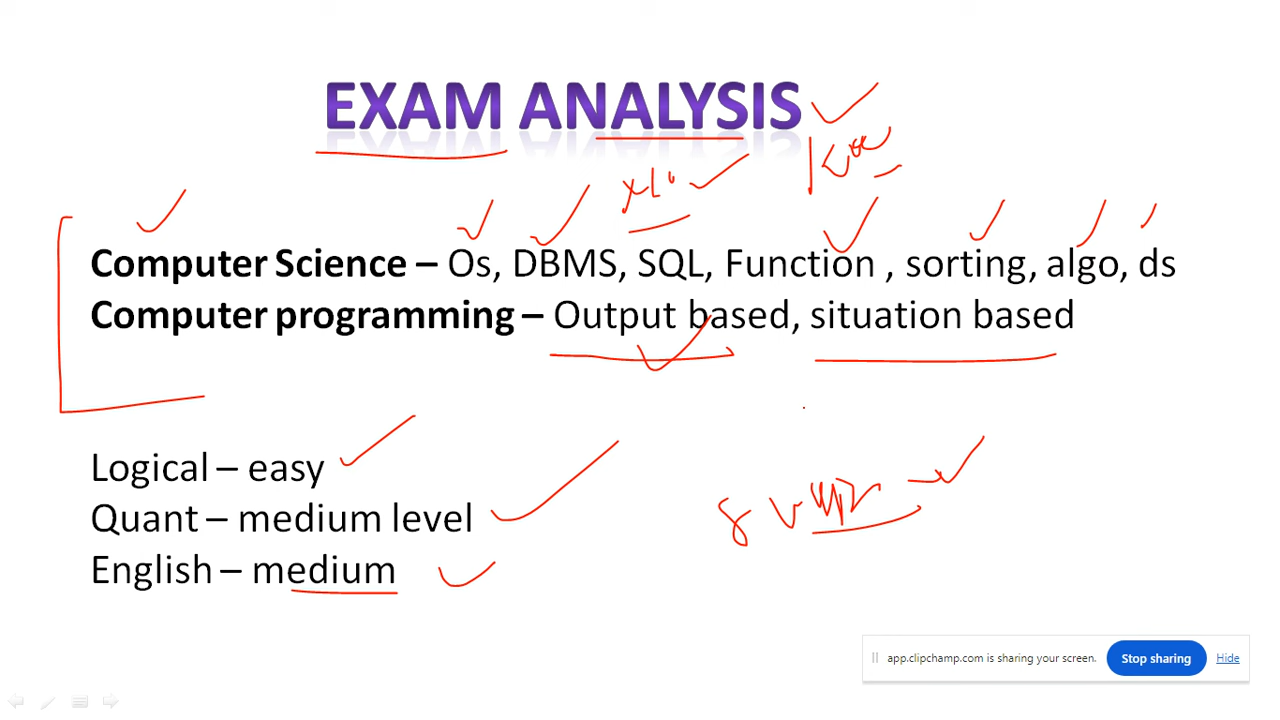 EXAM ANALYSIS
Computer Science – Os, DBMS, SQL, Function , sorting, algo, ds
Computer programming – Output based, situation based
Logical – easy
Quant – medium level
English – medium
app.clipchamp.com is sharing your screen. Stop sharing Hide